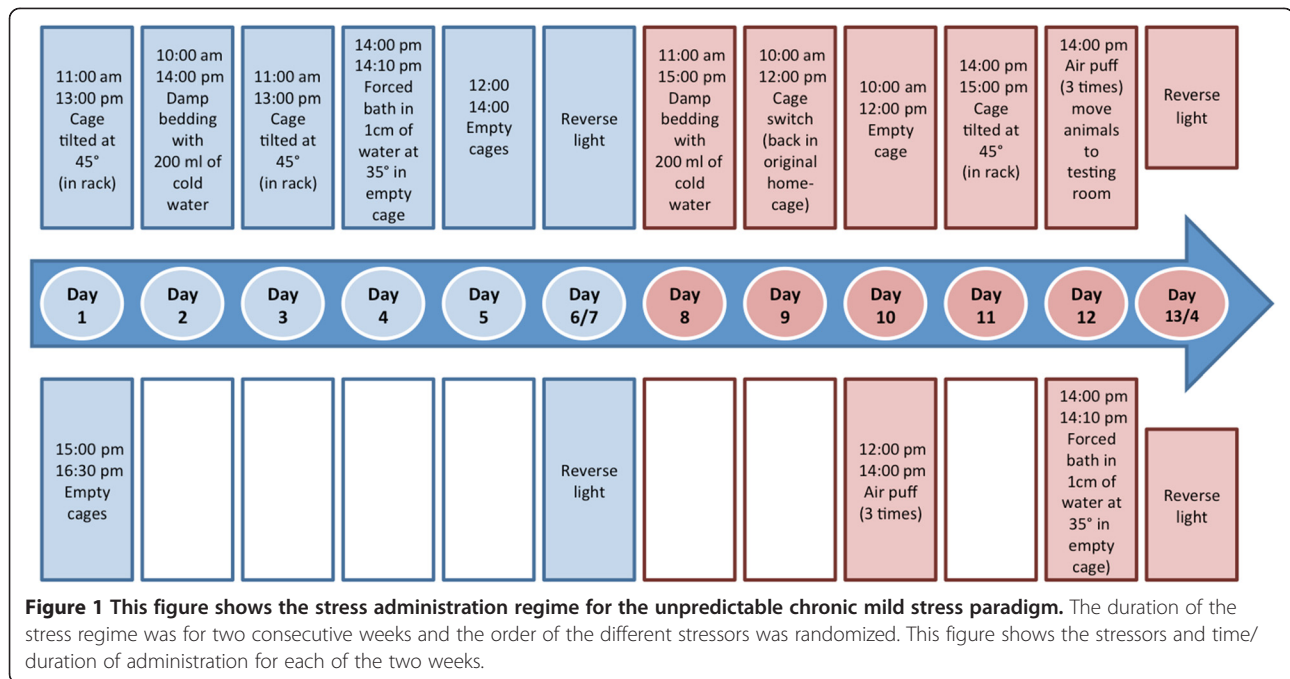 11:00 am
13:00 pm
Cage
tilted at
45°
(in rack)
10:00 am
14:00 pm
Damp
bedding
with
200 ml of
cold
water
11:00 am
13:00 pm
Cage
tilted at
45°
(in rack)
14:00 pm
14:10 pm
Forced
bath in
1cm of
water at
35° in
empty
cage
12:00
14:00
Empty
cages
Reverse
light
11:00 am
15:00 pm
Damp
bedding
with
200 ml of
cold
water
10:00 am
12:00 pm
Cage
switch
(back in
original
home-
cage)
10:00 am
12:00 pm
Empty
cage
14:00 pm
15:00 pm
Cage
tilted at
45°
(in rack)
14:00 pm
Air puff
(3 times)
move
animals
to
testing
room
Reverse
light
Day
1
Day
2
Day
3
Day
4
Day
5
Day
6/7
Day
8
Day
9
Day
10
Day
11
Day
12
Day
13/4
15:00 pm
16:30 pm
Empty
cages
Reverse
light
12:00 pm
14:00 pm
Air puff
(3 times)
14:00 pm
14:10 pm
Forced
bath in
1cm of
water at
35° in
empty
cage)
Reverse
light
Figure 1 This figure shows the stress administration regime for the unpredictable chronic mild stress paradigm. The duration of the
stress regime was for two consecutive weeks and the order of the different stressors was randomized. This figure shows the stressors and time/
duration of administration for each of the two weeks.